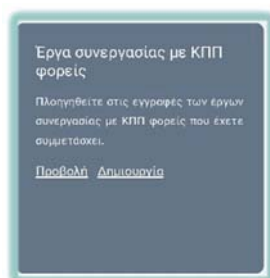 Έργα συνεργασίας με ΚΠΠ
φορείς
Πλοηγηθείτε στις εγγραφές των έργων
συνεργασίας με ΚΠΠ φορείς που έχετε
συμμετάσχει.
Προβολή Δημιουργία